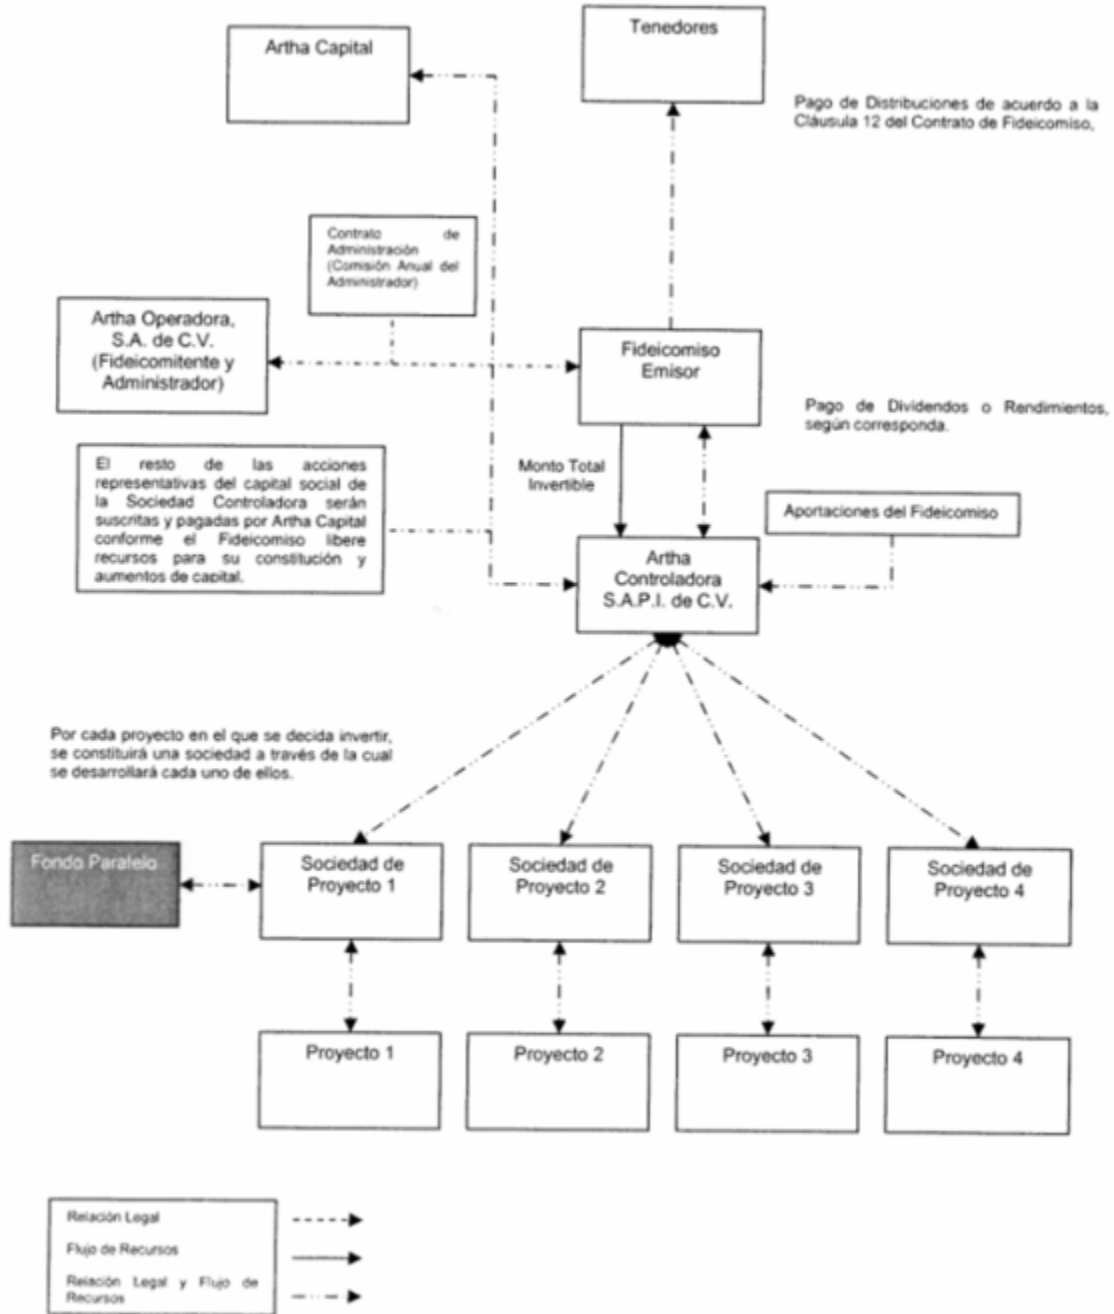 Artha Capital
Tenedores
Pago de Distribuciones de acuerdo a la
Cláusula 12 del Contrato de Fideicomiso,
Contrato de
Administración
(Comisión Anual del
Administrador)
Artha Operadora,
S.A. de C.V.
(Fideicomitente y
Administrador)
Fideicomiso
Emisor
Pago de Dividendos o Rendimientos,
según corresponda.
El resto de las acciones
representativas del capital social de
la Sociedad Controladora serán
suscritas y pagadas por Artha Capital
conforme el Fideicomiso libere
recursos para su constitución y
aumentos de capital.
Monto Total
Invertible
Aportaciones del Fideicomiso
Artha
Controladora
S.A.P.I. de C.V.
Por cada proyecto en el que se decida invertir,
se constituirá una sociedad a través de la cual
se desarrollará cada uno de ellos.
Fondo Paralelo
Sociedad de
Proyecto 1
Sociedad de
Proyecto 2
Sociedad de
Proyecto 3
Sociedad de
Proyecto 4
Proyecto 1
Proyecto 2
Proyecto 3
Proyecto 4
Relación Legal
Flujo de Recursos
Relación Legal y Flujo de
Recursos